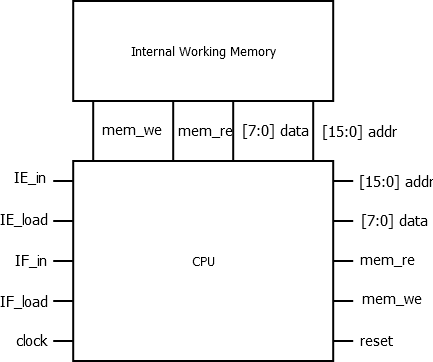 Internal Working Memory
mem_we mem_re [7:0] data [15:0] addr
IE_in [15:0] addr
IE_load [7:0] data
IF_in CPU mem_re
IF_load mem_we
clock reset